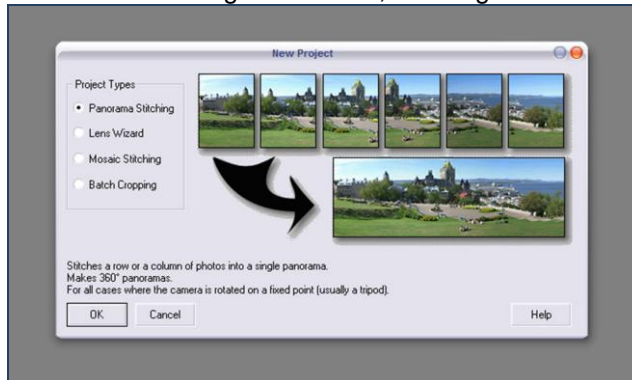 New Project
Project Types
Panorama Stitching
Lens Wizard
Mosaic Stitching
Batch Cropping
Stitches a row or a column of photos into a single panorama.
Makes 360° panoramas.
For all cases where the camera is rotated on a fixed point (usually a tripod).
OK Cancel Help